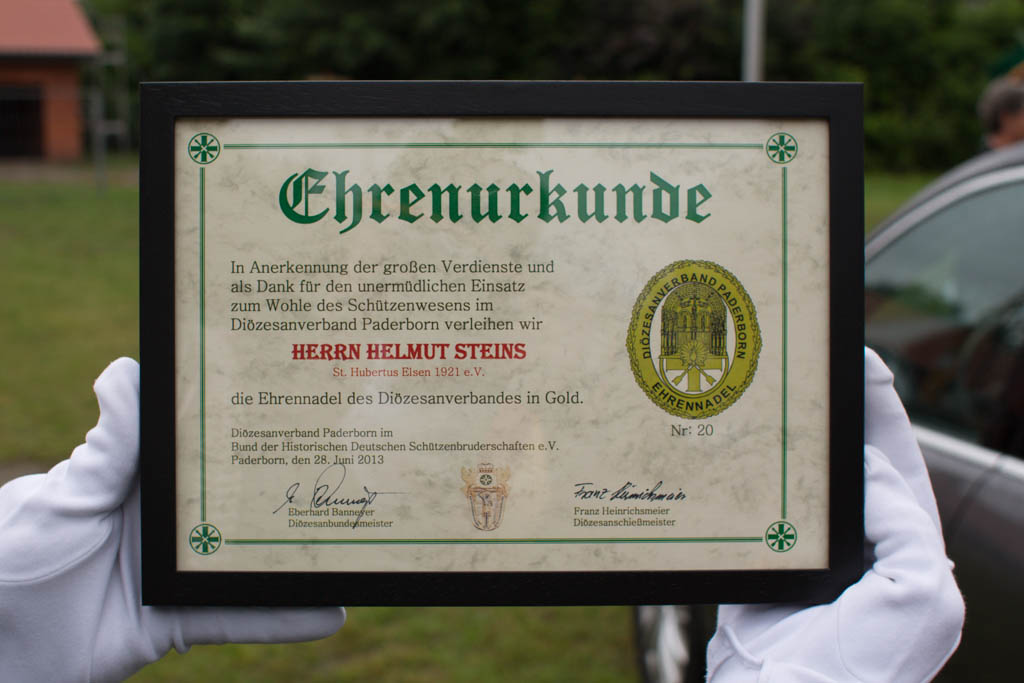 Ehrenurkunde
In Anerkennung der großen Verdienste und
als Dank für den unermüdlichen Einsatz
zum Wohle des Schützenwesens im
Diözesanverband Paderborn verleihen wir
HERRN HELMUT STEINS
St. Hubertus Elsen 1921 e.V.
die Ehrennadel des Diözesanverbandes in Gold.
DIÖZESANVERBAND PADERBORN
EHRENNADEL
Nr: 20
Diözesanverband Paderborn im
Bund der Historischen Deutschen Schützenbruderschaften e.V.
Paderborn, den 28. Juni 2013
Eberhard Banneyer
Diözesanbundesmeister
Franz Heinrichsmeier
Franz Heinrichsmeier
Diözesanschießmeister